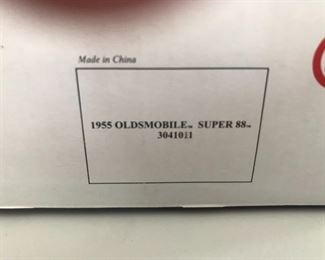 Made in China
1955 OLDSMOBILE™ SUPER 88™
3041011